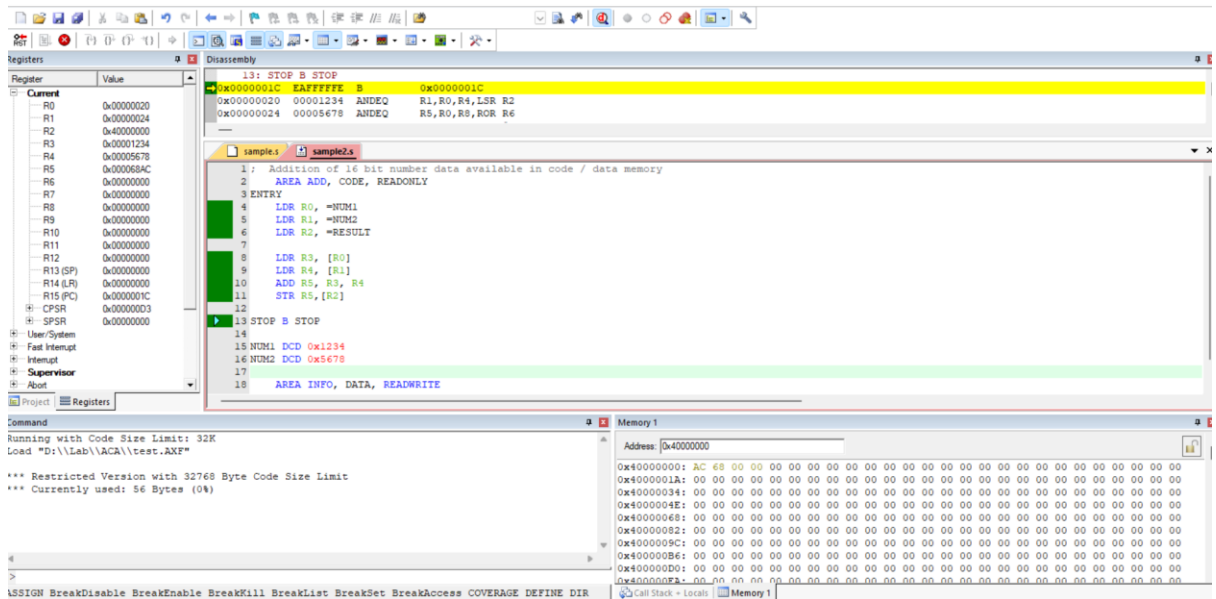 Registers
Disassembly
Register Value
Current
R0 0x00000020
R1 0x00000024
R2 0x40000000
R3 0x00001234
R4 0x00005678
R5 0x000068AC
R6 0x00000000
R7 0x00000000
R8 0x00000000
R9 0x00000000
R10 0x00000000
R11 0x00000000
R12 0x00000000
R13 (SP) 0x00000000
R14 (LR) 0x00000000
R15 (PC) 0x0000001C
CPSR 0x000000D3
SPSR 0x00000000
User/System
Fast Interrupt
Interrupt
Supervisor
Abort
Project Registers
13: STOP B STOP
0x0000001C EAFFFFFE B 0x0000001C
0x00000020 00001234 ANDEQ R1,R0,R4,LSR R2
0x00000024 00005678 ANDEQ R5,R0,R8,ROR R6
sample.s sample2.s
1 ; Addition of 16 bit number data available in code / data memory
2 AREA ADD, CODE, READONLY
3 ENTRY
4 LDR R0, =NUM1
5 LDR R1, =NUM2
6 LDR R2, =RESULT
7
8 LDR R3, [R0]
9 LDR R4, [R1]
10 ADD R5, R3, R4
11 STR R5,[R2]
12
13 STOP B STOP
14
15 NUM1 DCD 0x1234
16 NUM2 DCD 0x5678
17
18 AREA INFO, DATA, READWRITE
Command
Running with Code Size Limit: 32K
Load "D:\\Lab\\ACA\\test.AXF"
*** Restricted Version with 32768 Byte Code Size Limit
*** Currently used: 56 Bytes (0%)
>
ASSIGN BreakDisable BreakEnable BreakKill BreakList BreakSet BreakAccess COVERAGE DEFINE DIR
Memory 1
Address: 0x40000000
0x40000000: AC 68 00 00 00 00 00 00 00 00 00 00 00 00 00 00 00 00 00 00 00 00 00 00 00 00
0x4000001A: 00 00 00 00 00 00 00 00 00 00 00 00 00 00 00 00 00 00 00 00 00 00 00 00 00 00
0x40000034: 00 00 00 00 00 00 00 00 00 00 00 00 00 00 00 00 00 00 00 00 00 00 00 00 00 00
0x4000004E: 00 00 00 00 00 00 00 00 00 00 00 00 00 00 00 00 00 00 00 00 00 00 00 00 00 00
0x40000068: 00 00 00 00 00 00 00 00 00 00 00 00 00 00 00 00 00 00 00 00 00 00 00 00 00 00
0x40000082: 00 00 00 00 00 00 00 00 00 00 00 00 00 00 00 00 00 00 00 00 00 00 00 00 00 00
0x4000009C: 00 00 00 00 00 00 00 00 00 00 00 00 00 00 00 00 00 00 00 00 00 00 00 00 00 00
0x400000B6: 00 00 00 00 00 00 00 00 00 00 00 00 00 00 00 00 00 00 00 00 00 00 00 00 00 00
0x400000D0: 00 00 00 00 00 00 00 00 00 00 00 00 00 00 00 00 00 00 00 00 00 00 00 00 00 00
Call Stack + Locals Memory 1